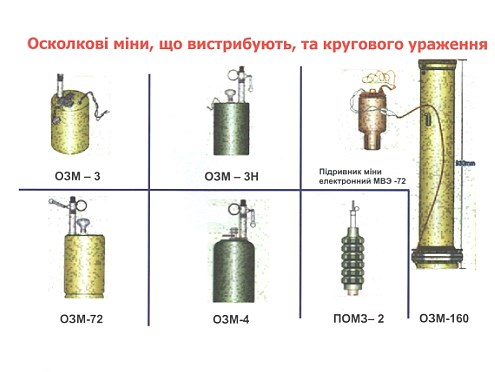 Осколкові міни, що вистрибують, та кругового ураження
ОЗМ – 3
ОЗМ – 3Н
Підривник міни
електронний МВЭ -72
ОЗМ-72
ОЗМ-4
ПОМЗ– 2
ОЗМ-160